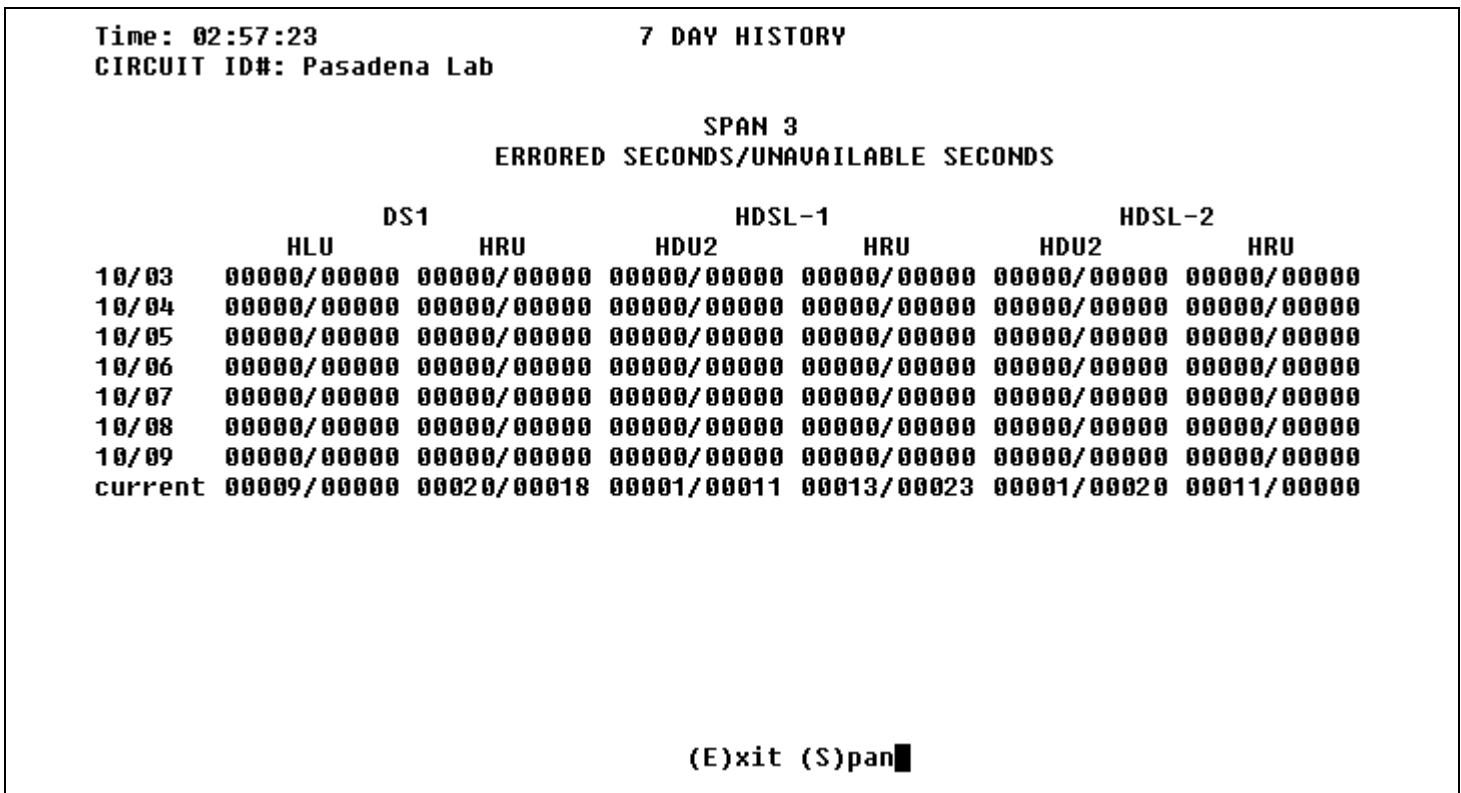 Time: 02:57:23 7 DAY HISTORY
CIRCUIT ID#: Pasadena Lab
SPAN 3
ERRORED SECONDS/UNAVAILABLE SECONDS
DS1 HDSL-1 HDSL-2
HLU HRU HDU2 HRU HDU2 HRU
10/03 00000/00000 00000/00000 00000/00000 00000/00000 00000/00000 00000/00000
10/04 00000/00000 00000/00000 00000/00000 00000/00000 00000/00000 00000/00000
10/05 00000/00000 00000/00000 00000/00000 00000/00000 00000/00000 00000/00000
10/06 00000/00000 00000/00000 00000/00000 00000/00000 00000/00000 00000/00000
10/07 00000/00000 00000/00000 00000/00000 00000/00000 00000/00000 00000/00000
10/08 00000/00000 00000/00000 00000/00000 00000/00000 00000/00000 00000/00000
10/09 00000/00000 00000/00000 00000/00000 00000/00000 00000/00000 00000/00000
current 00009/00000 00020/00018 00001/00011 00013/00023 00001/00020 00011/00000
(E)xit (S)pan